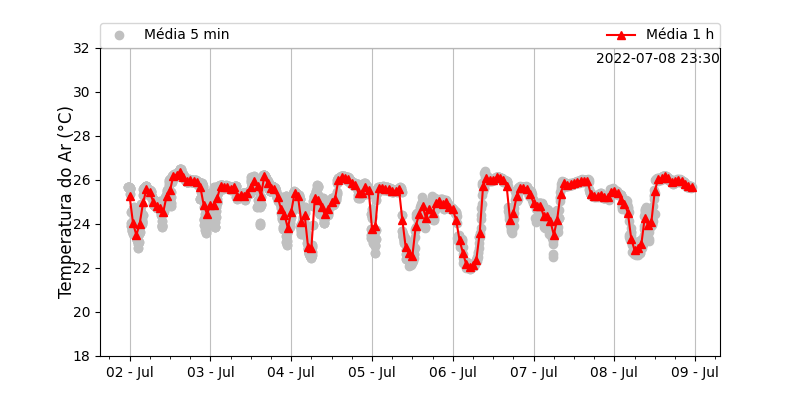 Média 5 min
Média 1 h
2022-07-08 23:30
Temperatura do Ar (°C)
32
30
28
26
24
22
20
18
02 - Jul
03 - Jul
04 - Jul
05 - Jul
06 - Jul
07 - Jul
08 - Jul
09 - Jul